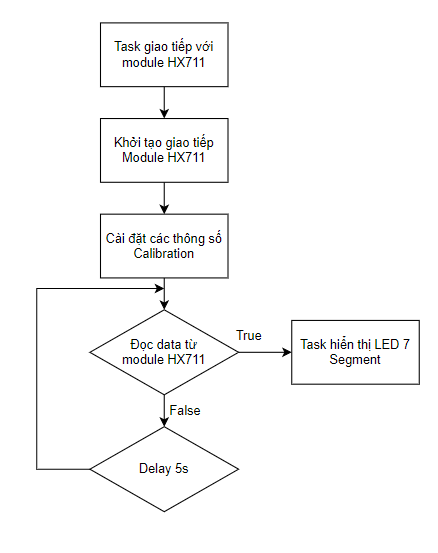 Task giao tiếp với
module HX711
Khởi tạo giao tiếp
Module HX711
Cài đặt các thông số
Calibration
Đọc data từ
module HX711
True
Task hiển thị LED 7
Segment
False
Delay 5s